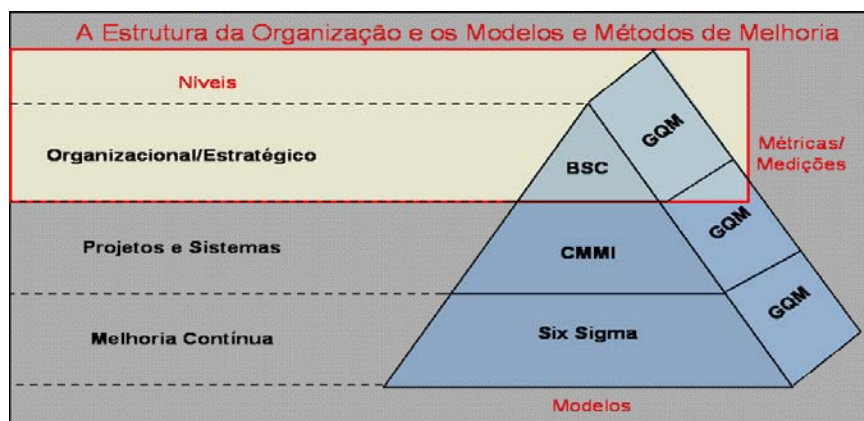 A Estrutura da Organização e os Modelos e Métodos de Melhoria
Níveis
Organizacional/Estratégico
BSC
GQM
Métricas/
Medições
Projetos e Sistemas
CMMI
GQM
Melhoria Contínua
Six Sigma
GQM
Modelos